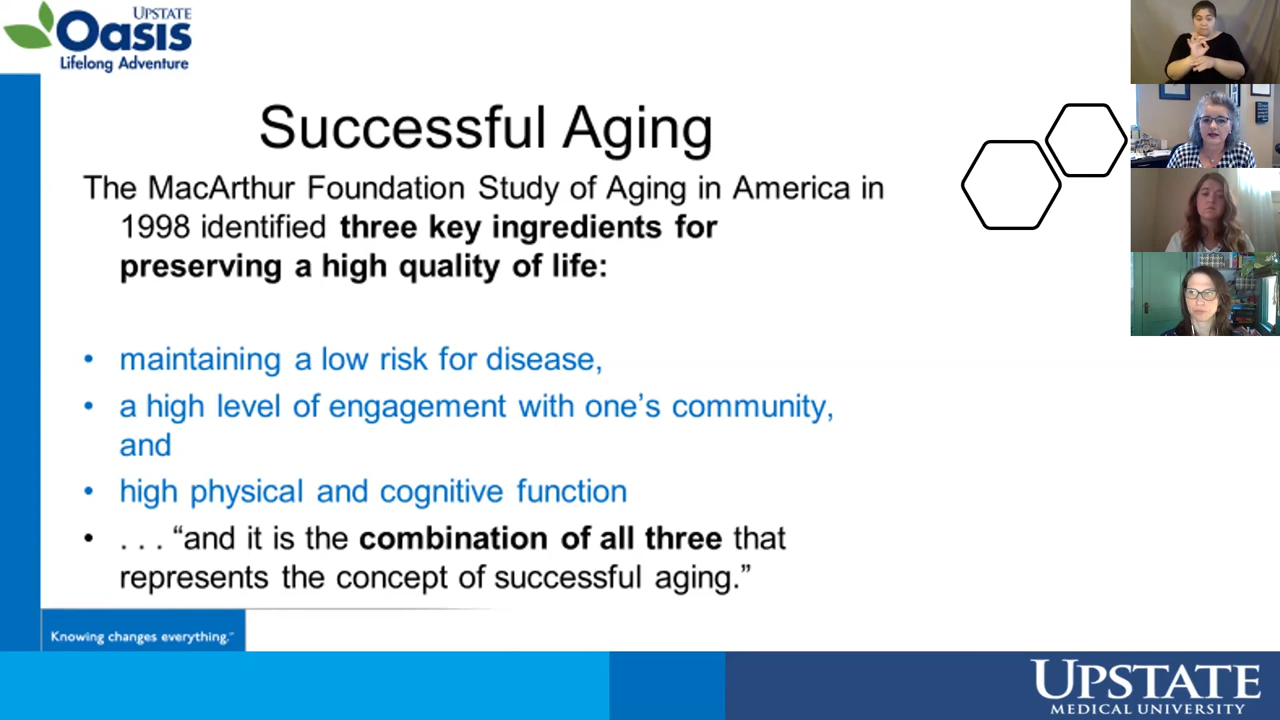 UPSTATE
Oasis
Lifelong Adventure
Successful Aging
The MacArthur Foundation Study of Aging in America in
1998 identified three key ingredients for
preserving a high quality of life:
• maintaining a low risk for disease,
• a high level of engagement with one’s community,
and
• high physical and cognitive function
• . . . “and it is the combination of all three that
represents the concept of successful aging.”
Knowing changes everything.™
UPSTATE
MEDICAL UNIVERSITY